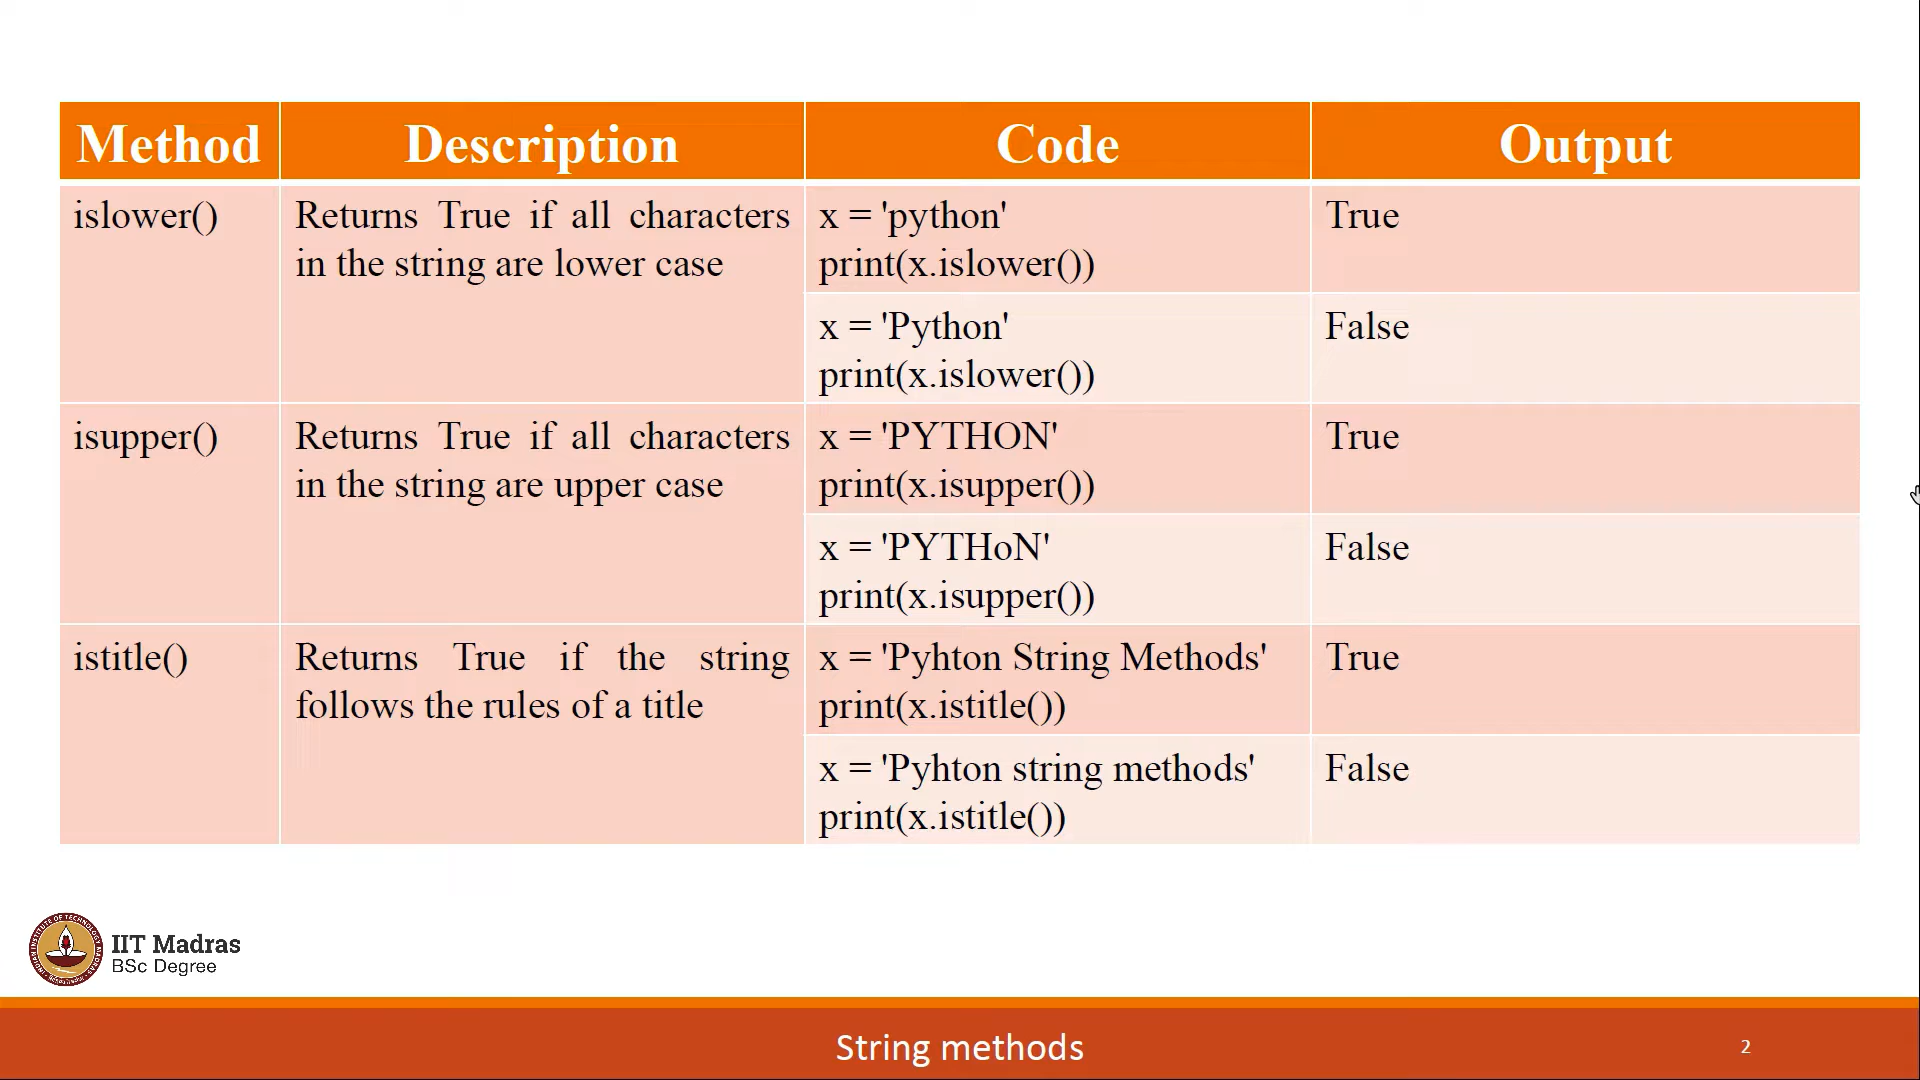 Method Description Code Output
islower() Returns True if all characters x = 'python' True
in the string are lower case print(x.islower())
x = 'Python' False
print(x.islower())
isupper() Returns True if all characters x = 'PYTHON' True
in the string are upper case print(x.isupper())
x = 'PYTHoN' False
print(x.isupper())
istitle() Returns True if the string x = 'Pyhton String Methods' True
follows the rules of a title print(x.istitle())
x = 'Pyhton string methods' False
print(x.istitle())
IIT Madras
BSc Degree
String methods 2